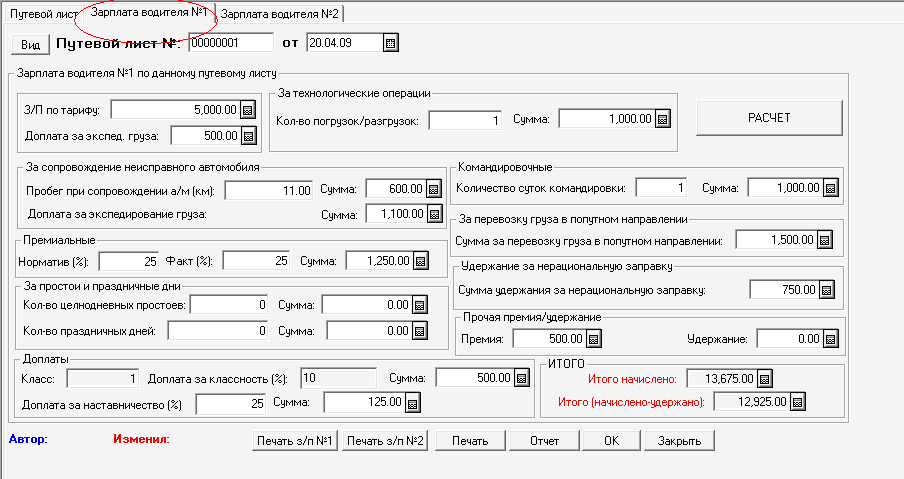 Путевой лист Зарплата водителя №1 Зарплата водителя №2
Вид Путевой лист №: 00000001 от 20.04.09
Зарплата водителя №1 по данному путевому листу
З/П по тарифу: 5,000.00
Доплата за экспед. груза: 500.00
За технологические операции
Кол-во погрузок/разгрузок: 1 Сумма: 1,000.00
РАСЧЕТ
За сопровождение неисправного автомобиля
Пробег при сопровождении а/м (км): 11.00 Сумма: 600.00
Доплата за экспедирование груза: Сумма: 1,100.00
Командировочные
Количество суток командировки: 1 Сумма: 1,000.00
За перевозку груза в попутном направлении
Сумма за перевозку груза в попутном направлении: 1,500.00
Премиальные
Норматив (%): 25 Факт (%): 25 Сумма: 1,250.00
Удержание за нерациональную заправку
Сумма удержания за нерациональную заправку: 750.00
За простои и праздничные дни
Кол-во целнодневных простоев: 0 Сумма: 0.00
Кол-во праздничных дней: 0 Сумма: 0.00
Прочая премия/удержание
Премия: 500.00 Удержание: 0.00
Доплаты
Класс: 1 Доплата за классность (%): 10 Сумма: 500.00
Доплата за наставничество (%) 25 Сумма: 125.00
ИТОГО
Итого начислено: 13,675.00
Итого (начислено-удержано): 12,925.00
Автор: Изменил: Печать з/п №1 Печать з/п №2 Печать Отчет OK Закрыть